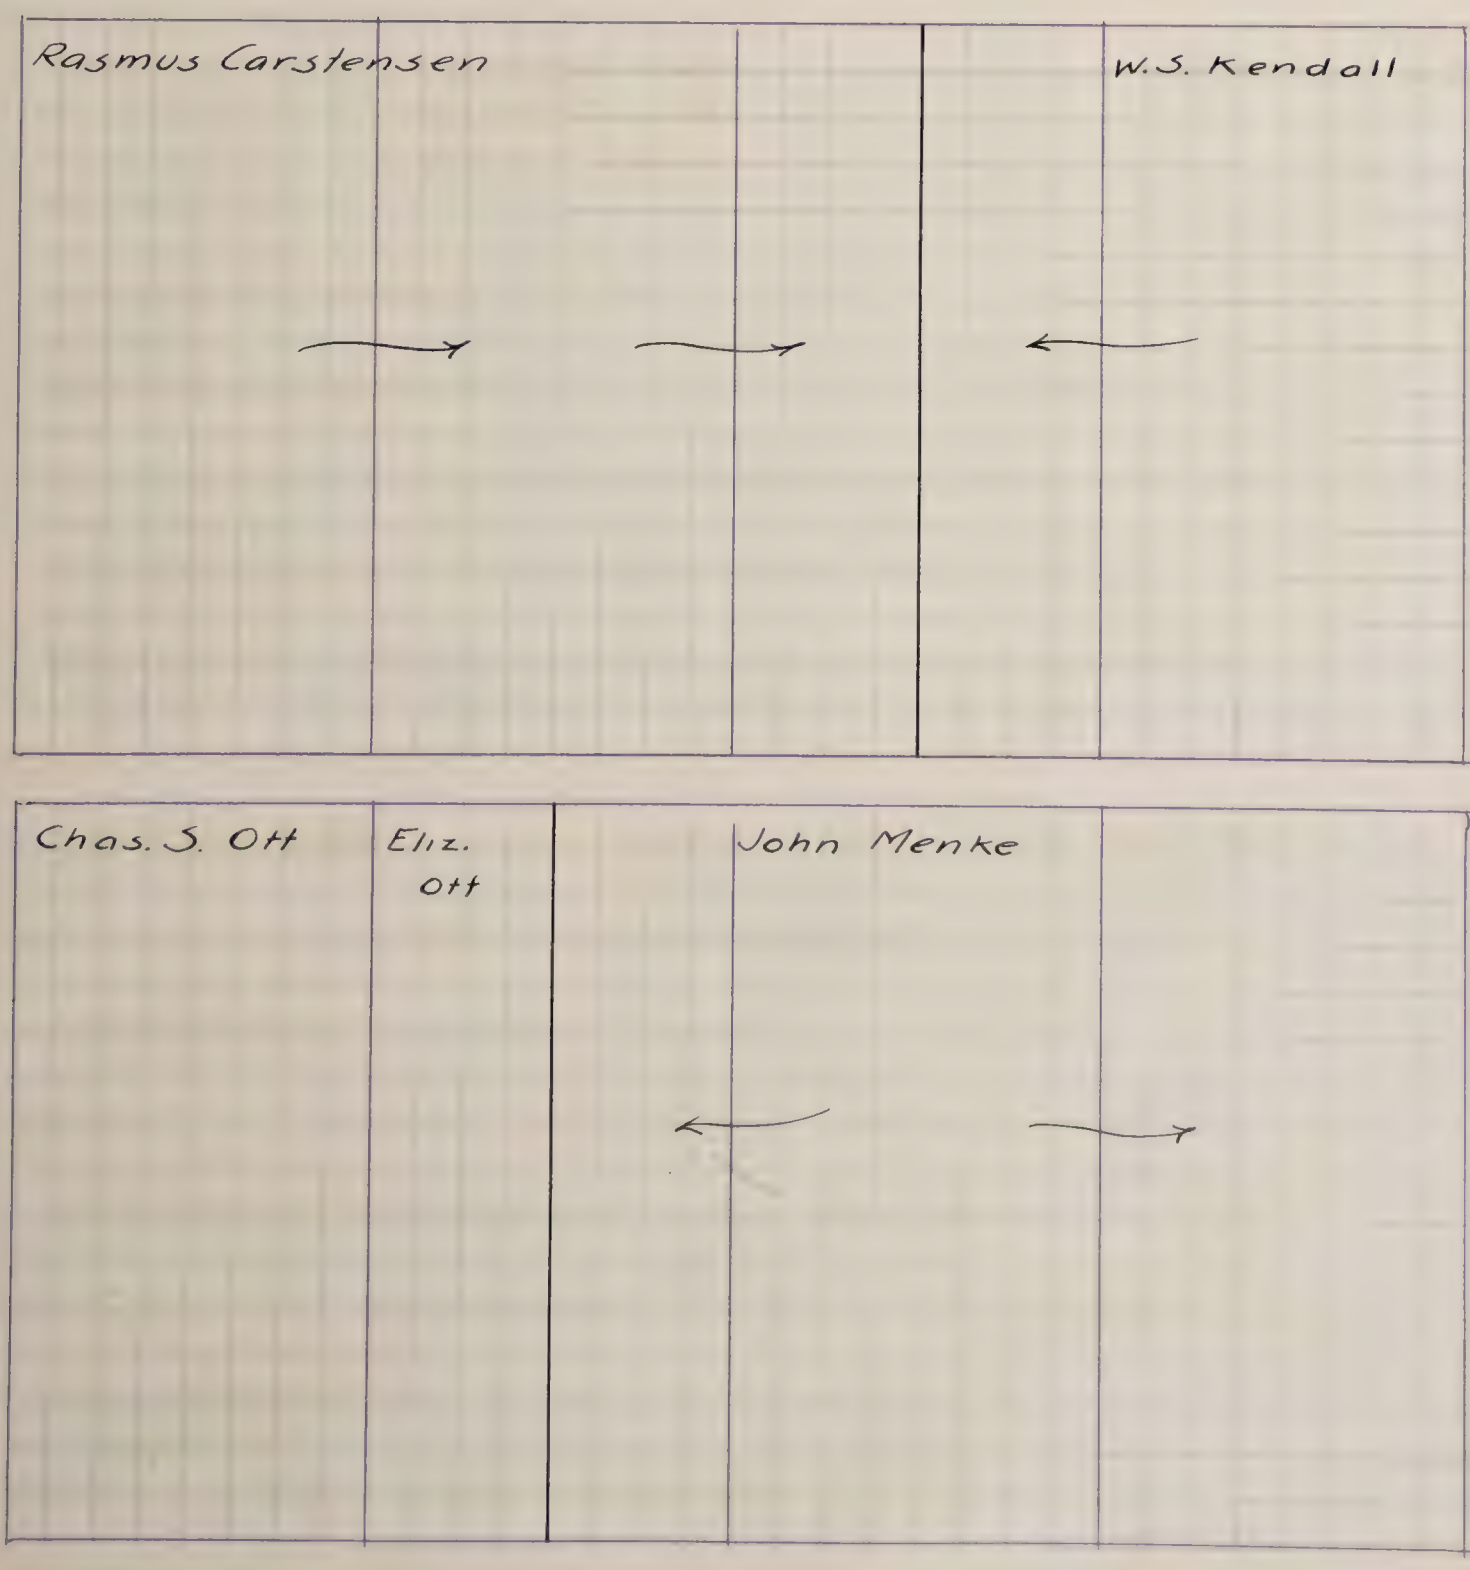 Rasmus Carstensen
W.S. Kendall
Chas. S. Ott
Eliz.
Ott
John Menke